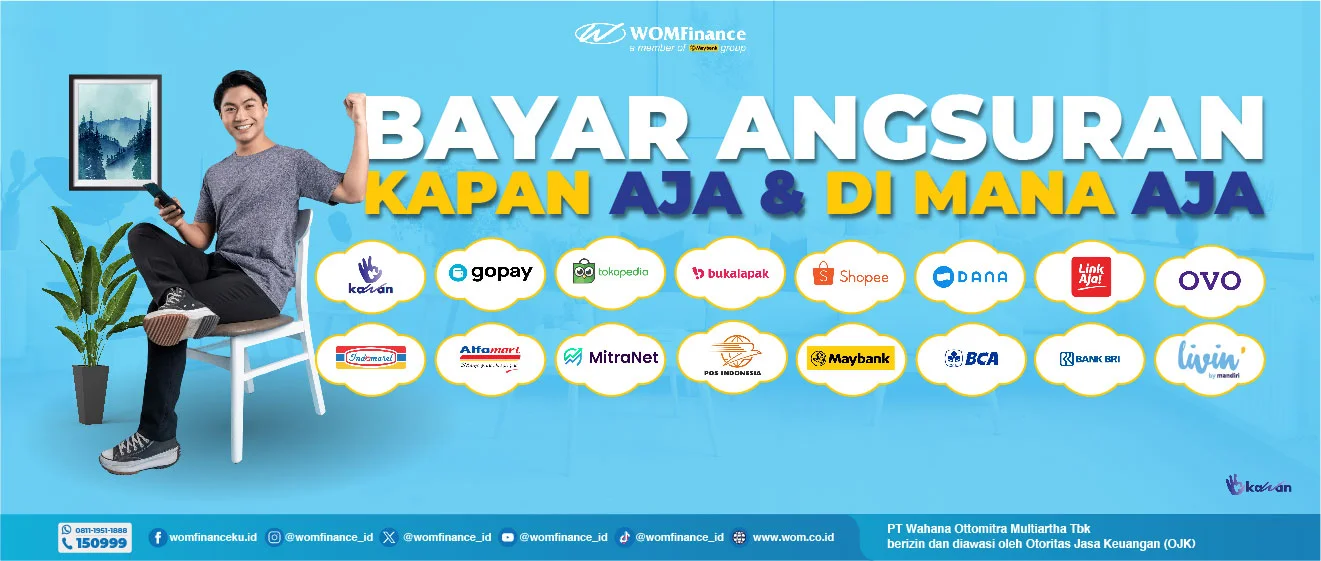 WOMFinance
a member of Maybank group
BAYAR ANGSURAN
KAPAN AJA & DI MANA AJA
kawan
gopay
tokopedia
bukalapak
Shopee
DANA
Link Aja!
OVO
Indomaret
Alfamart
MitraNet
POS INDONESIA
Maybank
BCA
BANK BRI
livin'
by mandiri
kawan
0811-1951-1888
150999
womfinanceku.id
@womfinance_id
@womfinance_id
@womfinance_id
@womfinance_id
www.wom.co.id
PT Wahana Ottomitra Multiartha Tbk
berizin dan diawasi oleh Otoritas Jasa Keuangan (OJK)